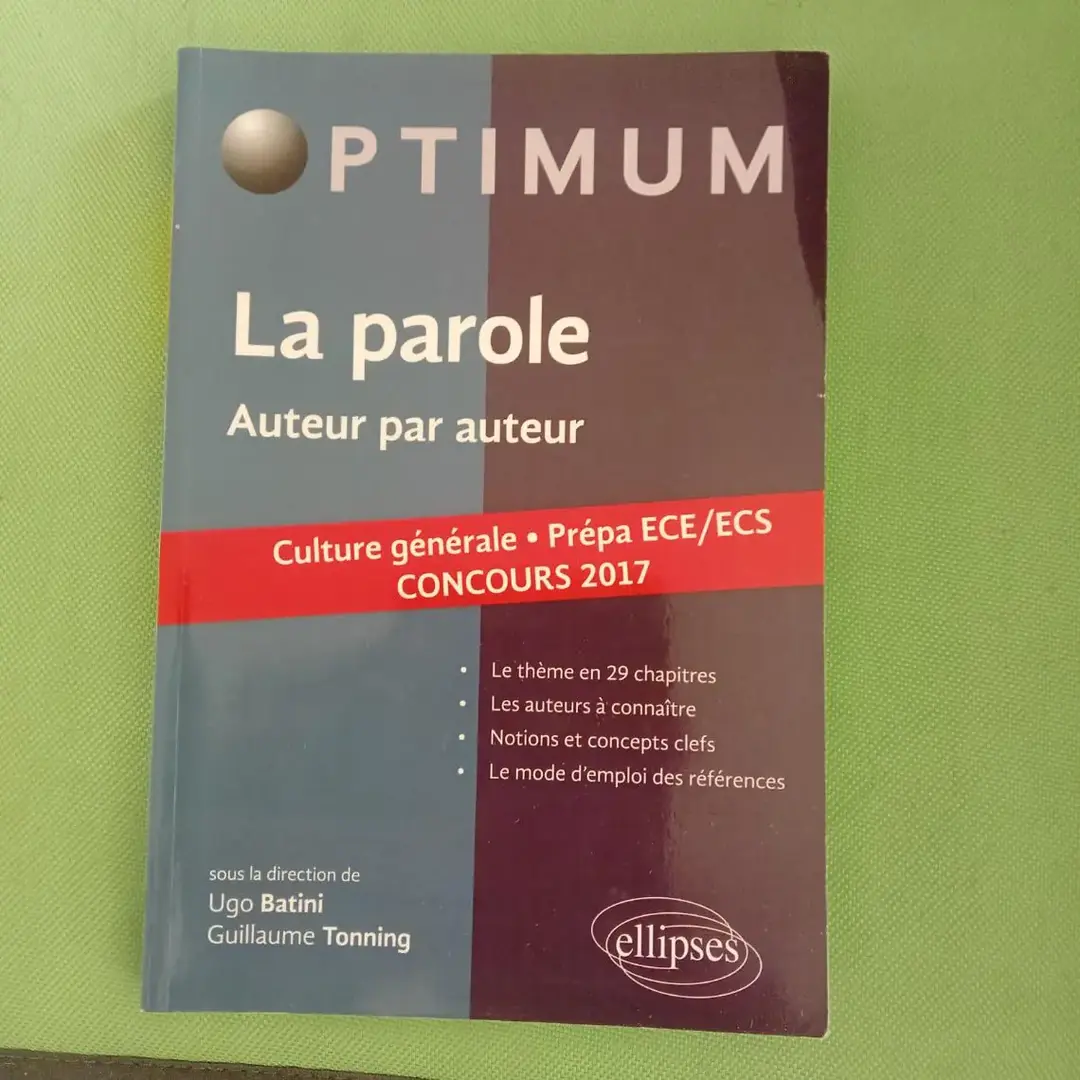 OPTIMUM
La parole
Auteur par auteur
Culture générale • Prépa ECE/ECS
CONCOURS 2017
• Le thème en 29 chapitres
• Les auteurs à connaître
• Notions et concepts clefs
• Le mode d'emploi des références
sous la direction de
Ugo Batini
Guillaume Tonning
ellipses